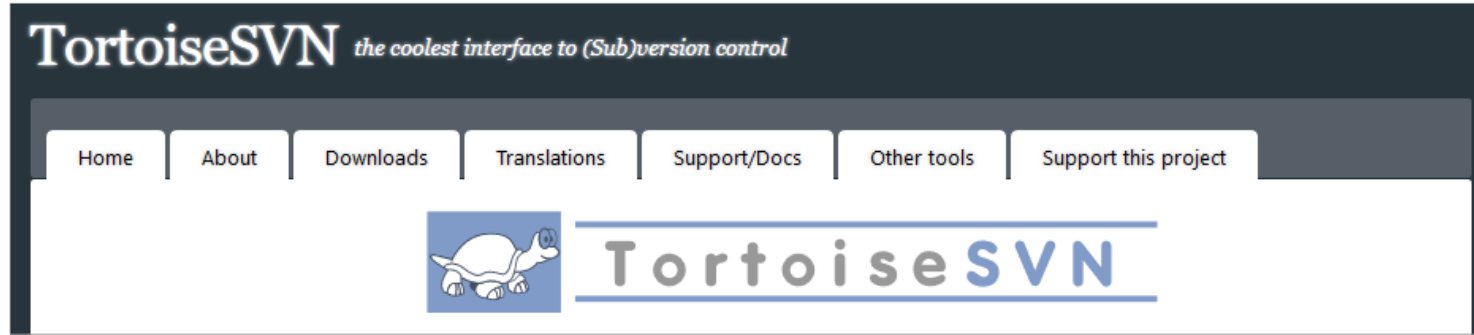 TortoiseSVN the coolest interface to (Sub)version control
Home About Downloads Translations Support/Docs Other tools Support this project
TortoiseSVN